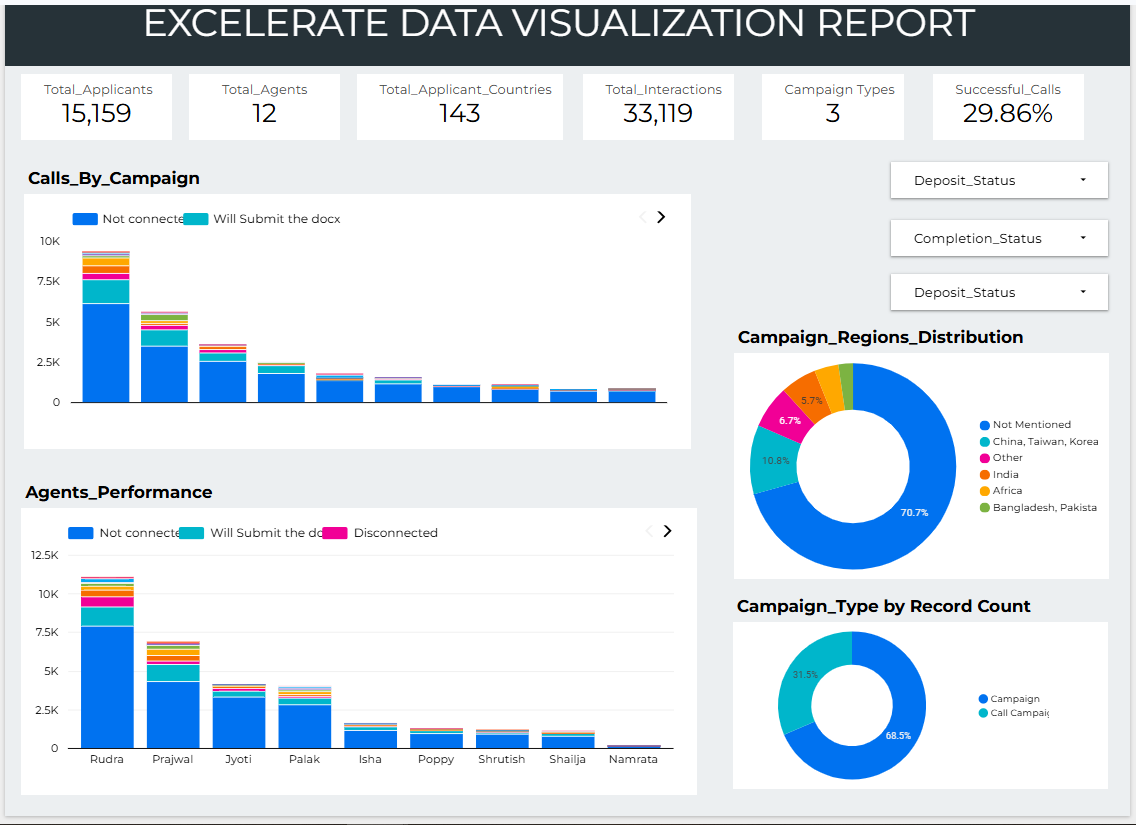 EXCELERATE DATA VISUALIZATION REPORT
Total_Applicants
15,159
Total_Agents
12
Total_Applicant_Countries
143
Total_Interactions
33,119
Campaign Types
3
Successful_Calls
29.86%
Deposit_Status
Completion_Status
Deposit_Status
Calls_By_Campaign
Not connecte
Will Submit the docx
10K
7.5K
5K
2.5K
0
Campaign_Regions_Distribution
5.7%
6.7%
10.8%
70.7%
Not Mentioned
China, Taiwan, Korea
Other
India
Africa
Bangladesh, Pakista
Agents_Performance
Not connecte
Will Submit the do
Disconnected
12.5K
10K
7.5K
5K
2.5K
0
Rudra Prajwal Jyoti Palak Isha Poppy Shrutish Shailja Namrata
Campaign_Type by Record Count
31.5%
68.5%
Campaign
Call Campaig